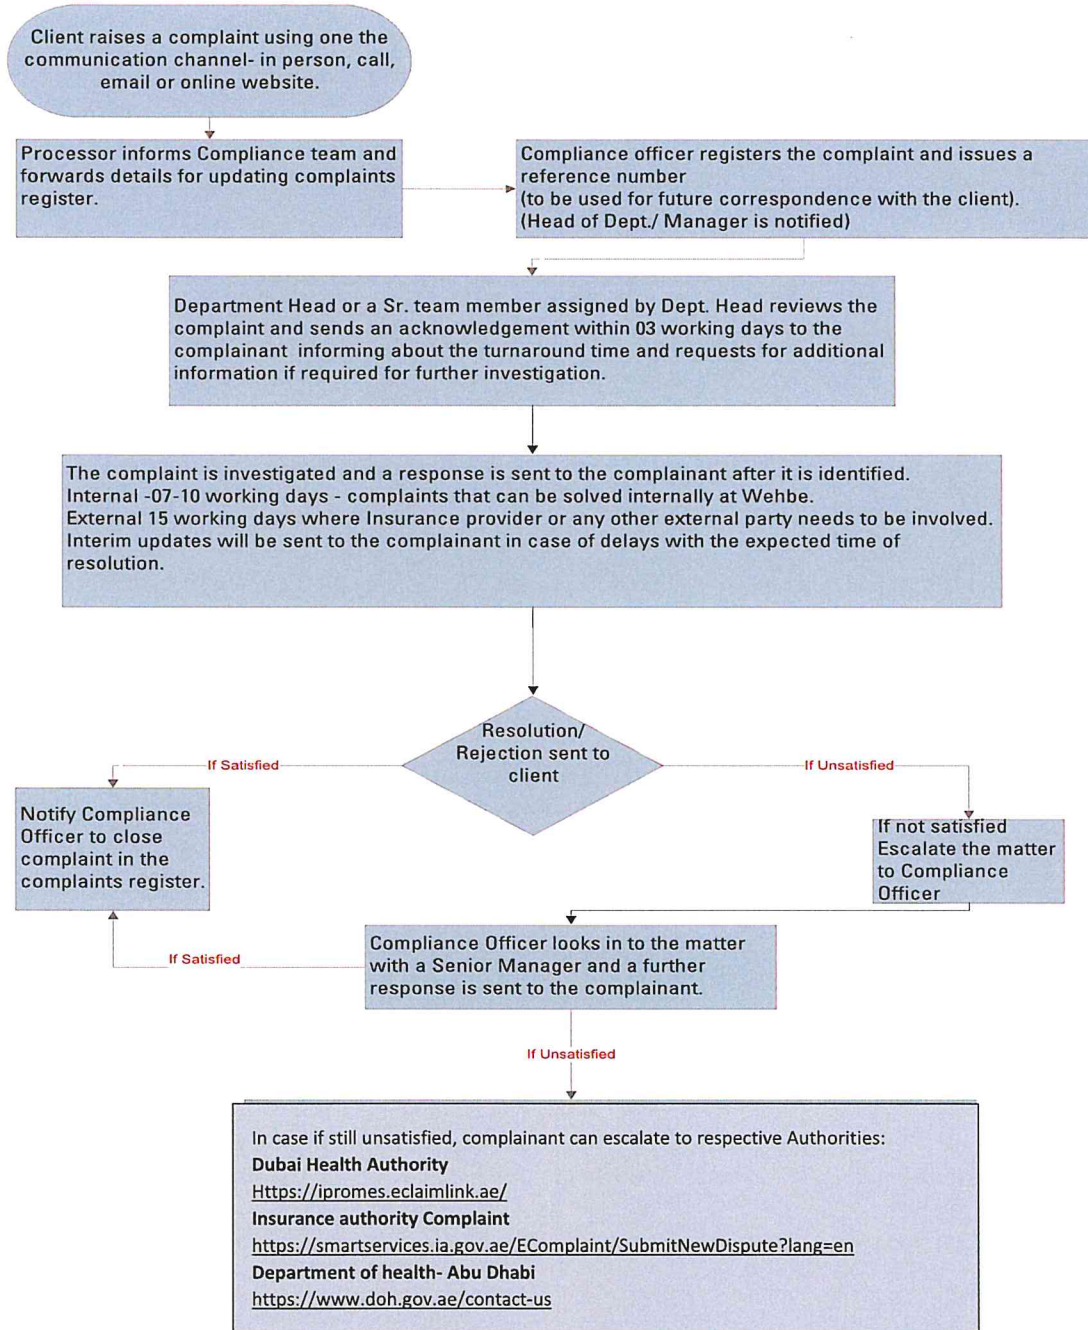 Client raises a complaint using one the
communication channel- in person, call,
email or online website.
Processor informs Compliance team and
forwards details for updating complaints
register.
Compliance officer registers the complaint and issues a
reference number
(to be used for future correspondence with the client).
(Head of Dept./ Manager is notified)
Department Head or a Sr. team member assigned by Dept. Head reviews the
complaint and sends an acknowledgement within 03 working days to the
complainant informing about the turnaround time and requests for additional
information if required for further investigation.
The complaint is investigated and a response is sent to the complainant after it is identified.
Internal -07-10 working days - complaints that can be solved internally at Wehbe.
External 15 working days where Insurance provider or any other external party needs to be involved.
Interim updates will be sent to the complainant in case of delays with the expected time of
resolution.
Resolution/
Rejection sent to
client
If Satisfied
If Unsatisfied
Notify Compliance
Officer to close
complaint in the
complaints register.
If not satisfied
Escalate the matter
to Compliance
Officer
Compliance Officer looks in to the matter
with a Senior Manager and a further
response is sent to the complainant.
If Satisfied
If Unsatisfied
In case if still unsatisfied, complainant can escalate to respective Authorities:
Dubai Health Authority
Https://ipromes.eclaimlink.ae/
Insurance authority Complaint
https://smartservices.ia.gov.ae/EComplaint/SubmitNewDispute?lang=en
Department of health- Abu Dhabi
https://www.doh.gov.ae/contact-us